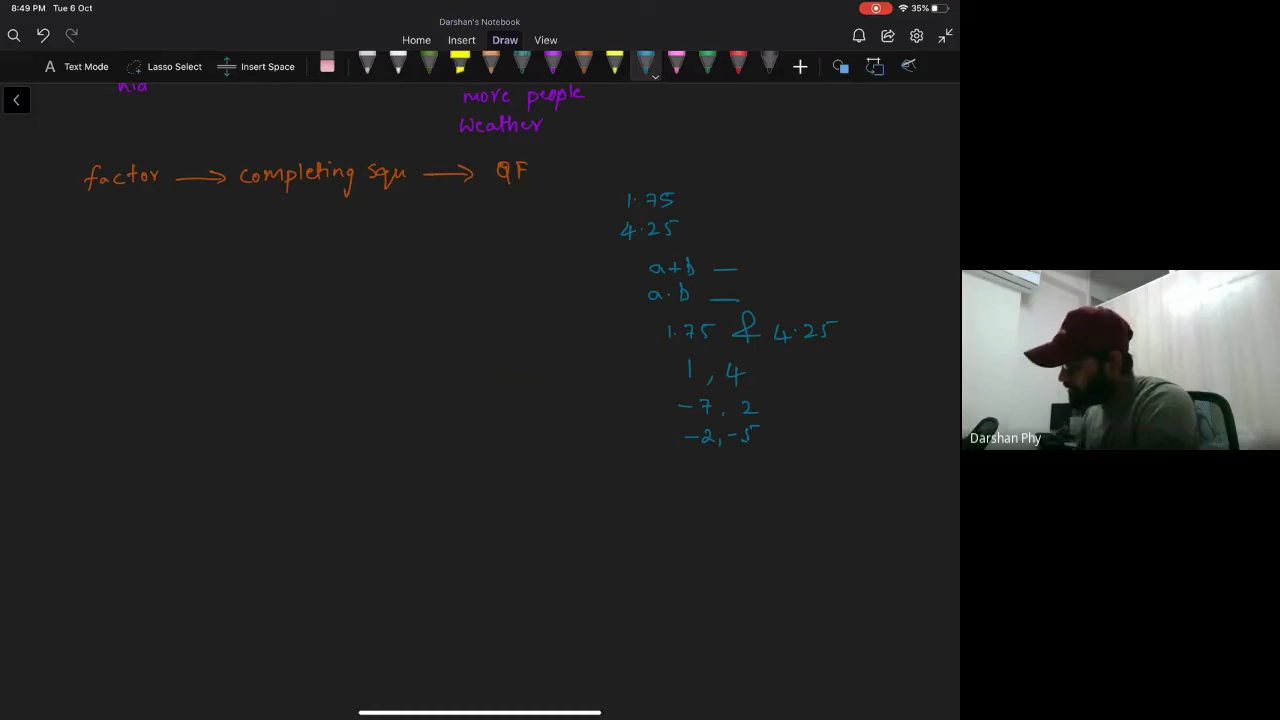 8:49 PM Tue 6 Oct
35%
Darshan's Notebook
Home Insert Draw View
Text Mode Lasso Select Insert Space
more people
Weather
factor → completing squ → QF
1.75
4.25
a+b —
a.b —
1.75 & 4.25
1, 4
-7, 2
-2, -5
Darshan Phy